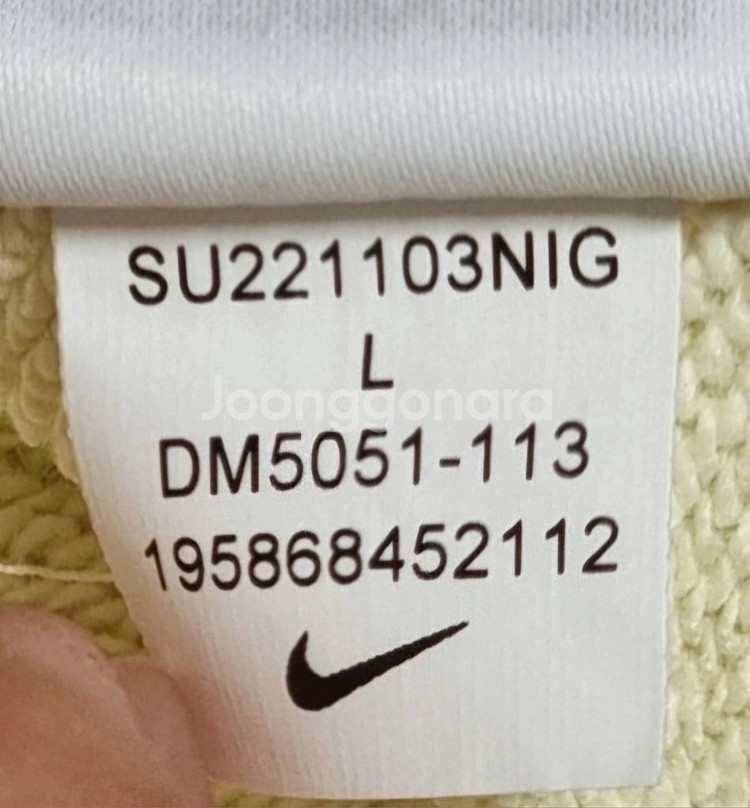 SU221103NIG
L
Joonggonara
DM5051-113
195868452112